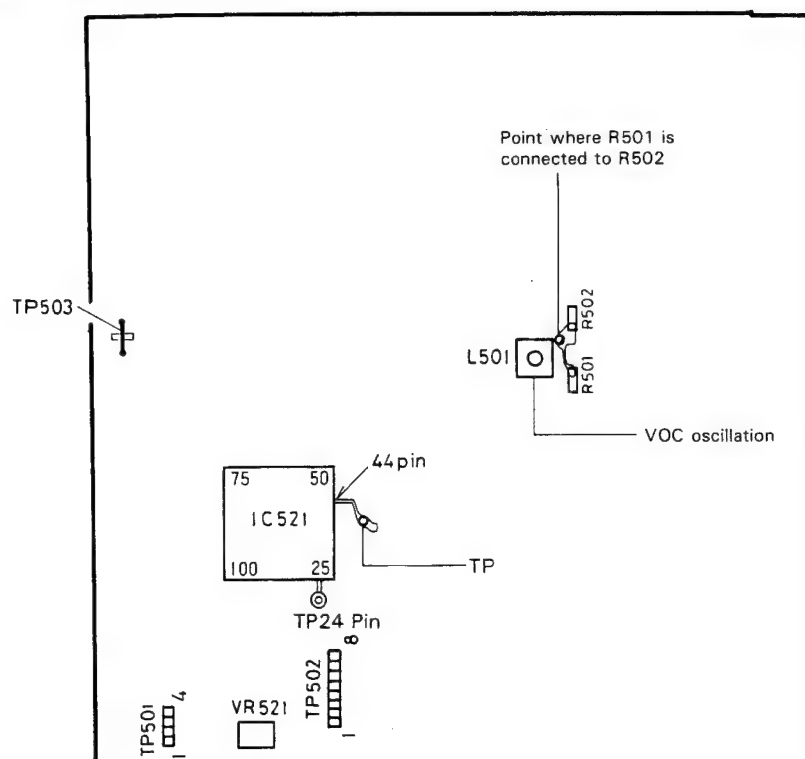 Point where R501 is
connected to R502
TP503
R502
L501
R501
VOC oscillation
44pin
75 50
IC521
100 25
TP
TP24 Pin
8
TP502
1
4
TP501
1
VR521